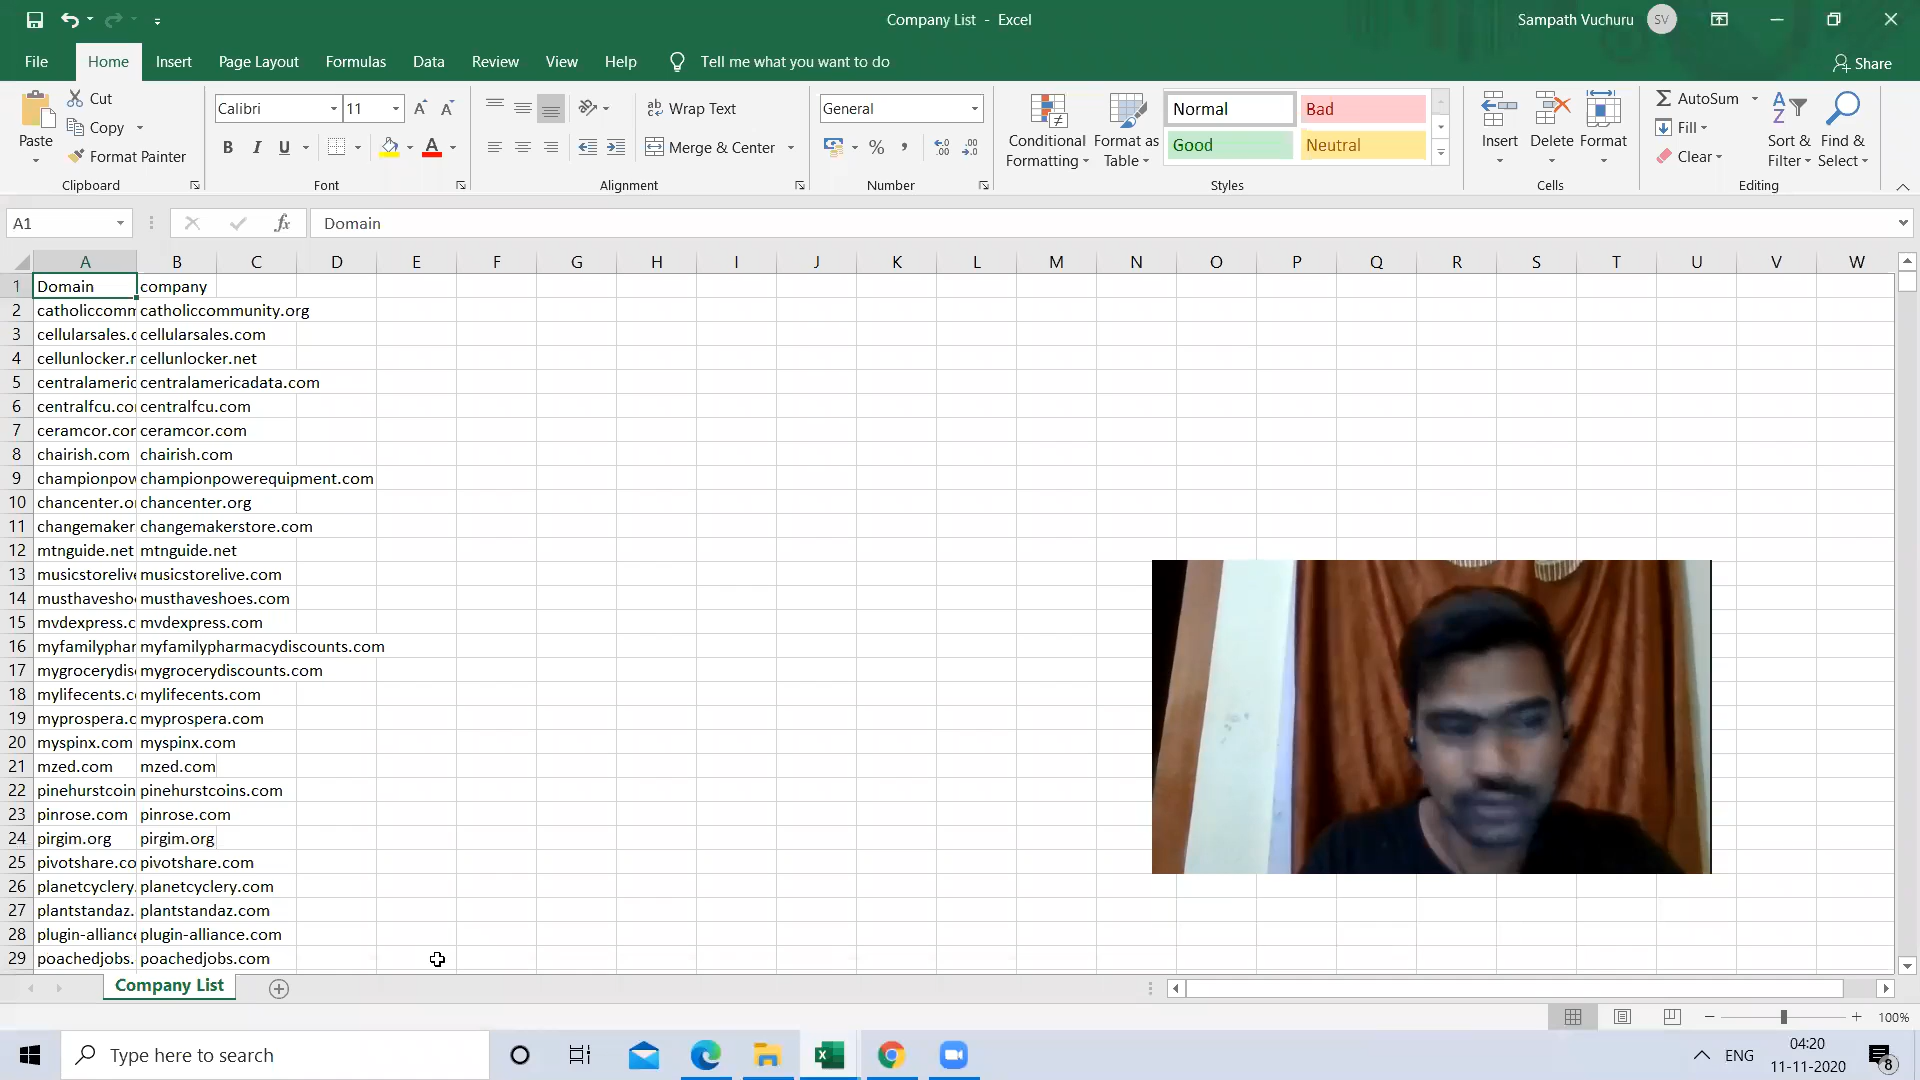 Company List - Excel
Sampath Vuchuru
SV
File Home Insert Page Layout Formulas Data Review View Help Tell me what you want to do
Share
Paste
Cut
Copy
Format Painter
Clipboard
Calibri 11
B I U
Font
Wrap Text
Merge & Center
Alignment
General
Number
Conditional Formatting
Format as Table
Normal Bad
Good Neutral
Styles
Insert Delete Format
Cells
AutoSum
Fill
Clear
Sort & Filter
Find & Select
Editing
A1 fx Domain
A B C D E F G H I J K L M N O P Q R S T U V W
1 Domain company
2 catholiccomm catholiccommunity.org
3 cellularsales.c cellularsales.com
4 cellunlocker.n cellunlocker.net
5 centralameric centralamericadata.com
6 centralfcu.co centralfcu.com
7 ceramcor.cor ceramcor.com
8 chairish.com chairish.com
9 championpow championpowerequipment.com
10 chancenter.o chancenter.org
11 changemaker changemakerstore.com
12 mtnguide.net mtnguide.net
13 musicstorelive musicstorelive.com
14 musthavesho musthaveshoes.com
15 mvdexpress.c mvdexpress.com
16 myfamilyphar myfamilypharmacydiscounts.com
17 mygrocerydis mygrocerydiscounts.com
18 mylifecents.c mylifecents.com
19 myprospera.c myprospera.com
20 myspinx.com myspinx.com
21 mzed.com mzed.com
22 pinehurstcoin pinehurstcoins.com
23 pinrose.com pinrose.com
24 pirgim.org pirgim.org
25 pivotshare.co pivotshare.com
26 planetcyclery. planetcyclery.com
27 plantstandaz. plantstandaz.com
28 plugin-alliance plugin-alliance.com
29 poachedjobs. poachedjobs.com
Company List
100%
Type here to search
ENG
04:20
11-11-2020
8